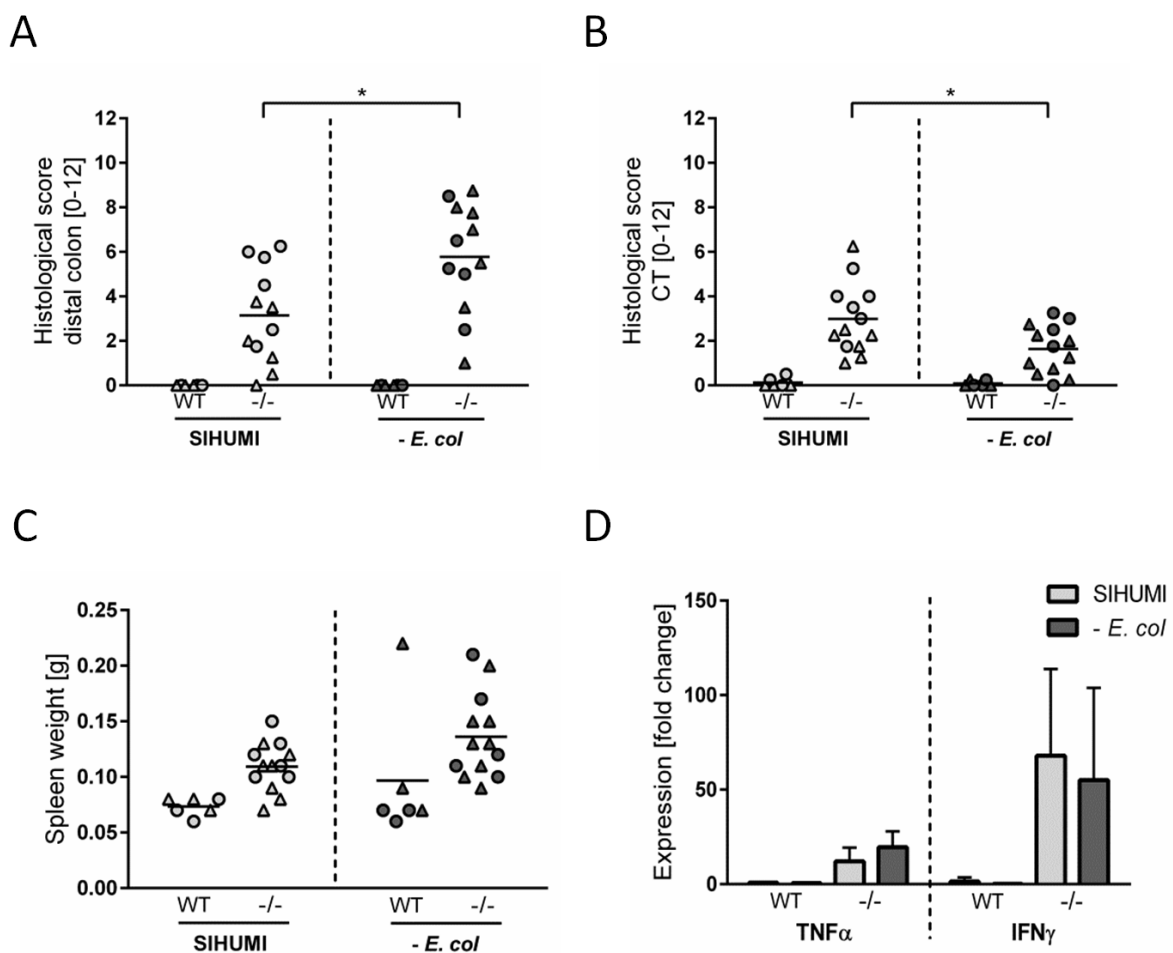 A
Histological score
distal colon [0-12]
12
10
8
6
4
2
0
*
WT
-/-
WT
-/-
SIHUMI
- E. col
B
Histological score
CT [0-12]
12
10
8
6
4
2
0
*
WT
-/-
WT
-/-
SIHUMI
- E. col
C
Spleen weight [g]
0.25
0.20
0.15
0.10
0.05
0.00
WT
-/-
WT
-/-
SIHUMI
- E. col
D
Expression [fold change]
150
100
50
0
SIHUMI
- E. col
WT
-/-
WT
-/-
TNFα
IFNγ